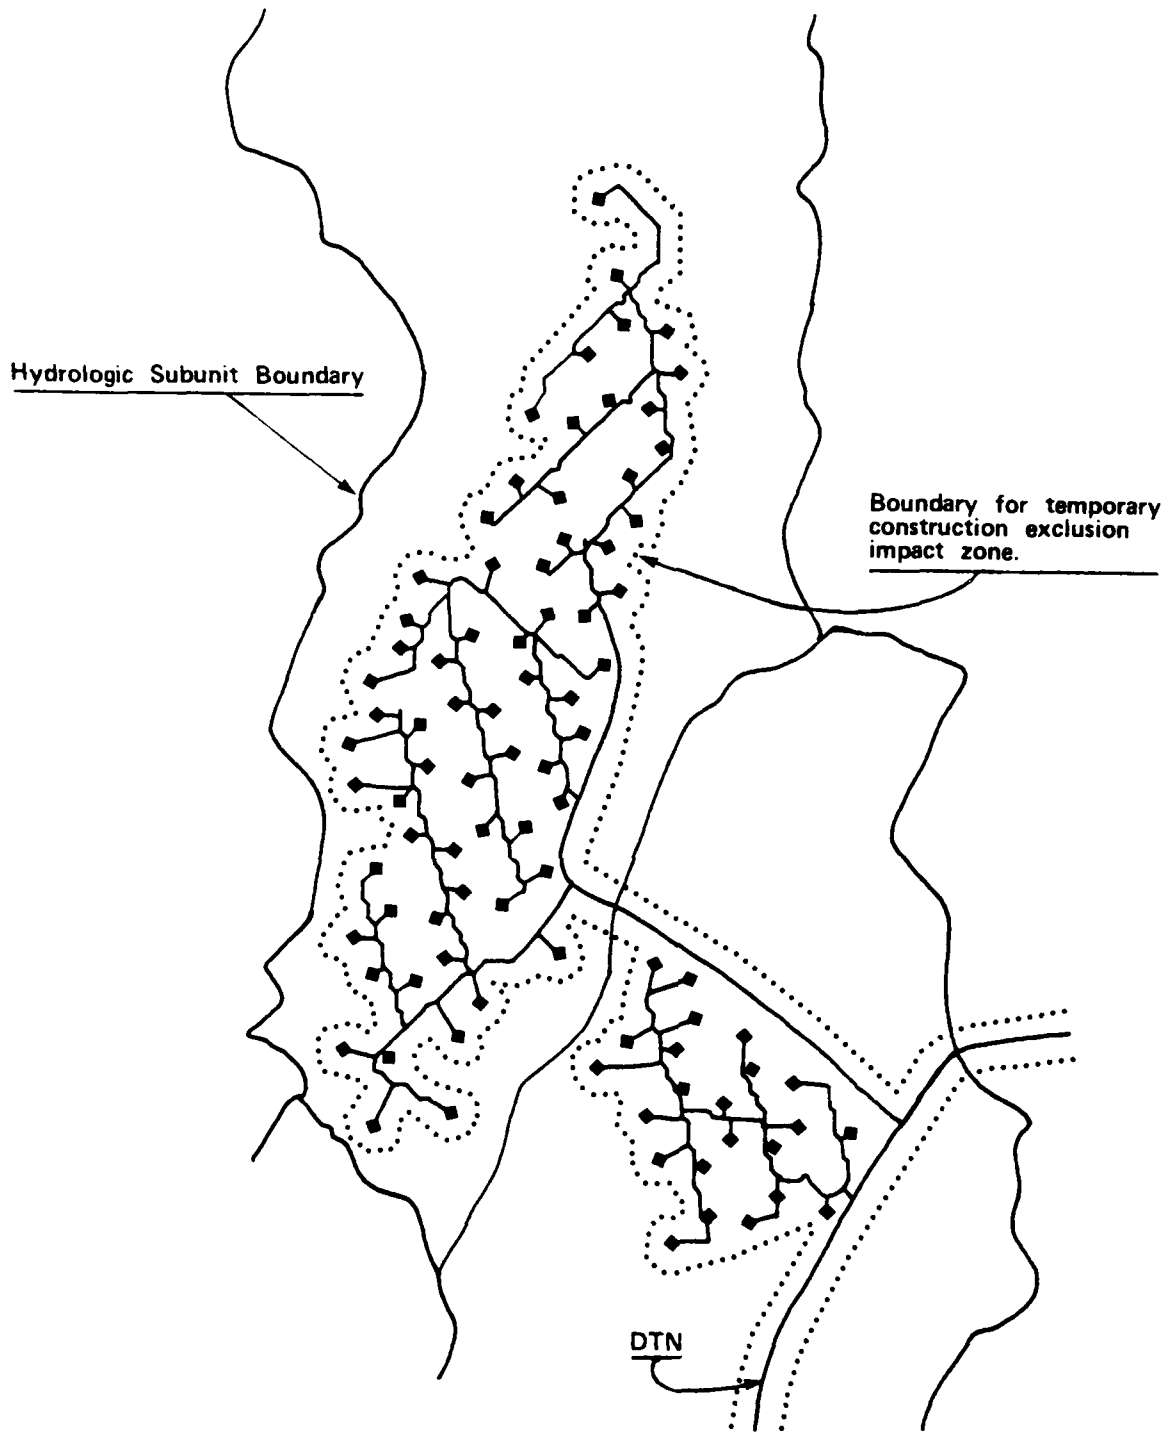 Hydrologic Subunit Boundary
Boundary for temporary
construction exclusion
impact zone.
DTN